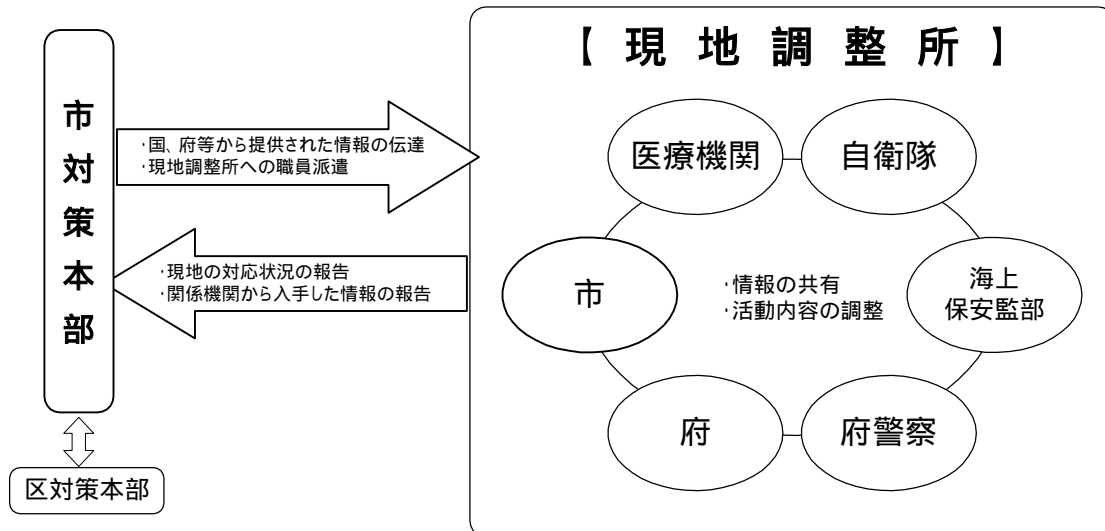 【 現 地 調 整 所 】
市対策本部
・国、府等から提供された情報の伝達
・現地調整所への職員派遣
・現地の対応状況の報告
・関係機関から入手した情報の報告
区対策本部
医療機関
自衛隊
市
・情報の共有
・活動内容の調整
海上
保安監部
府
府警察